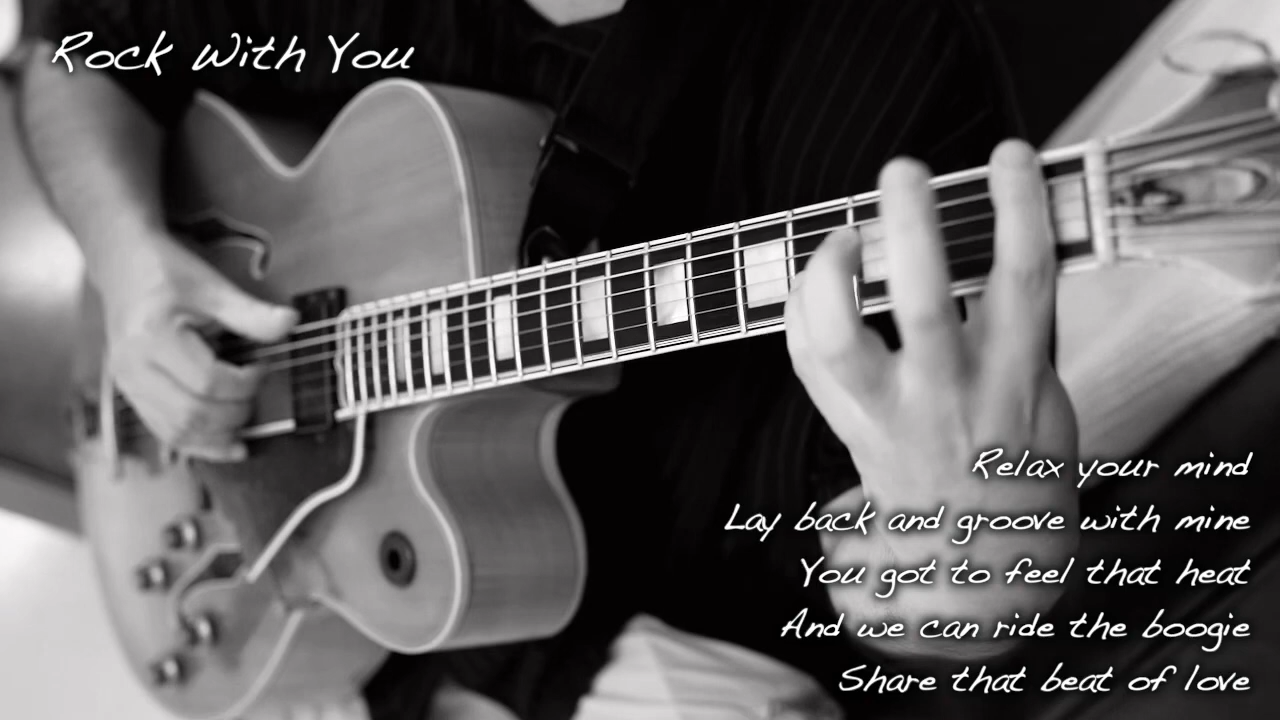 Rock With You
Relax your mind
Lay back and groove with mine
You got to feel that heat
And we can ride the boogie
Share that beat of love